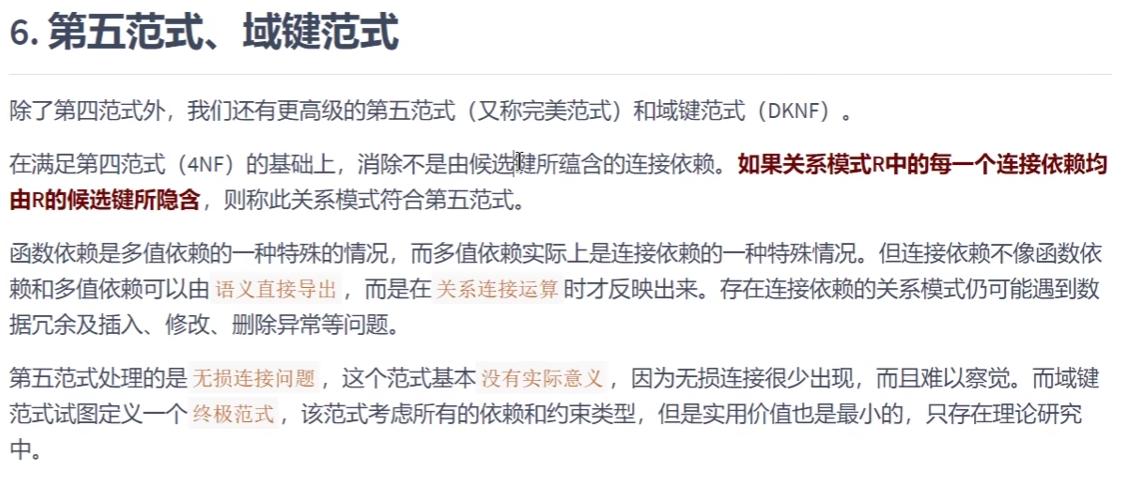 6. 第五范式、域键范式
除了第四范式外，我们还有更高级的第五范式（又称完美范式）和域键范式（DKNF）。
在满足第四范式（4NF）的基础上，消除不是由候选键所蕴含的连接依赖。如果关系模式R中的每一个连接依赖均
由R的候选键所隐含，则称此关系模式符合第五范式。
函数依赖是多值依赖的一种特殊的情况，而多值依赖实际上是连接依赖的一种特殊情况。但连接依赖不像函数依
赖和多值依赖可以由 语义直接导出 ，而是在 关系连接运算 时才反映出来。存在连接依赖的关系模式仍可能遇到数
据冗余及插入、修改、删除异常等问题。
第五范式处理的是 无损连接问题 ，这个范式基本 没有实际意义 ，因为无损连接很少出现，而且难以察觉。而域键
范式试图定义一个 终极范式 ，该范式考虑所有的依赖和约束类型，但是实用价值也是最小的，只存在理论研究
中。